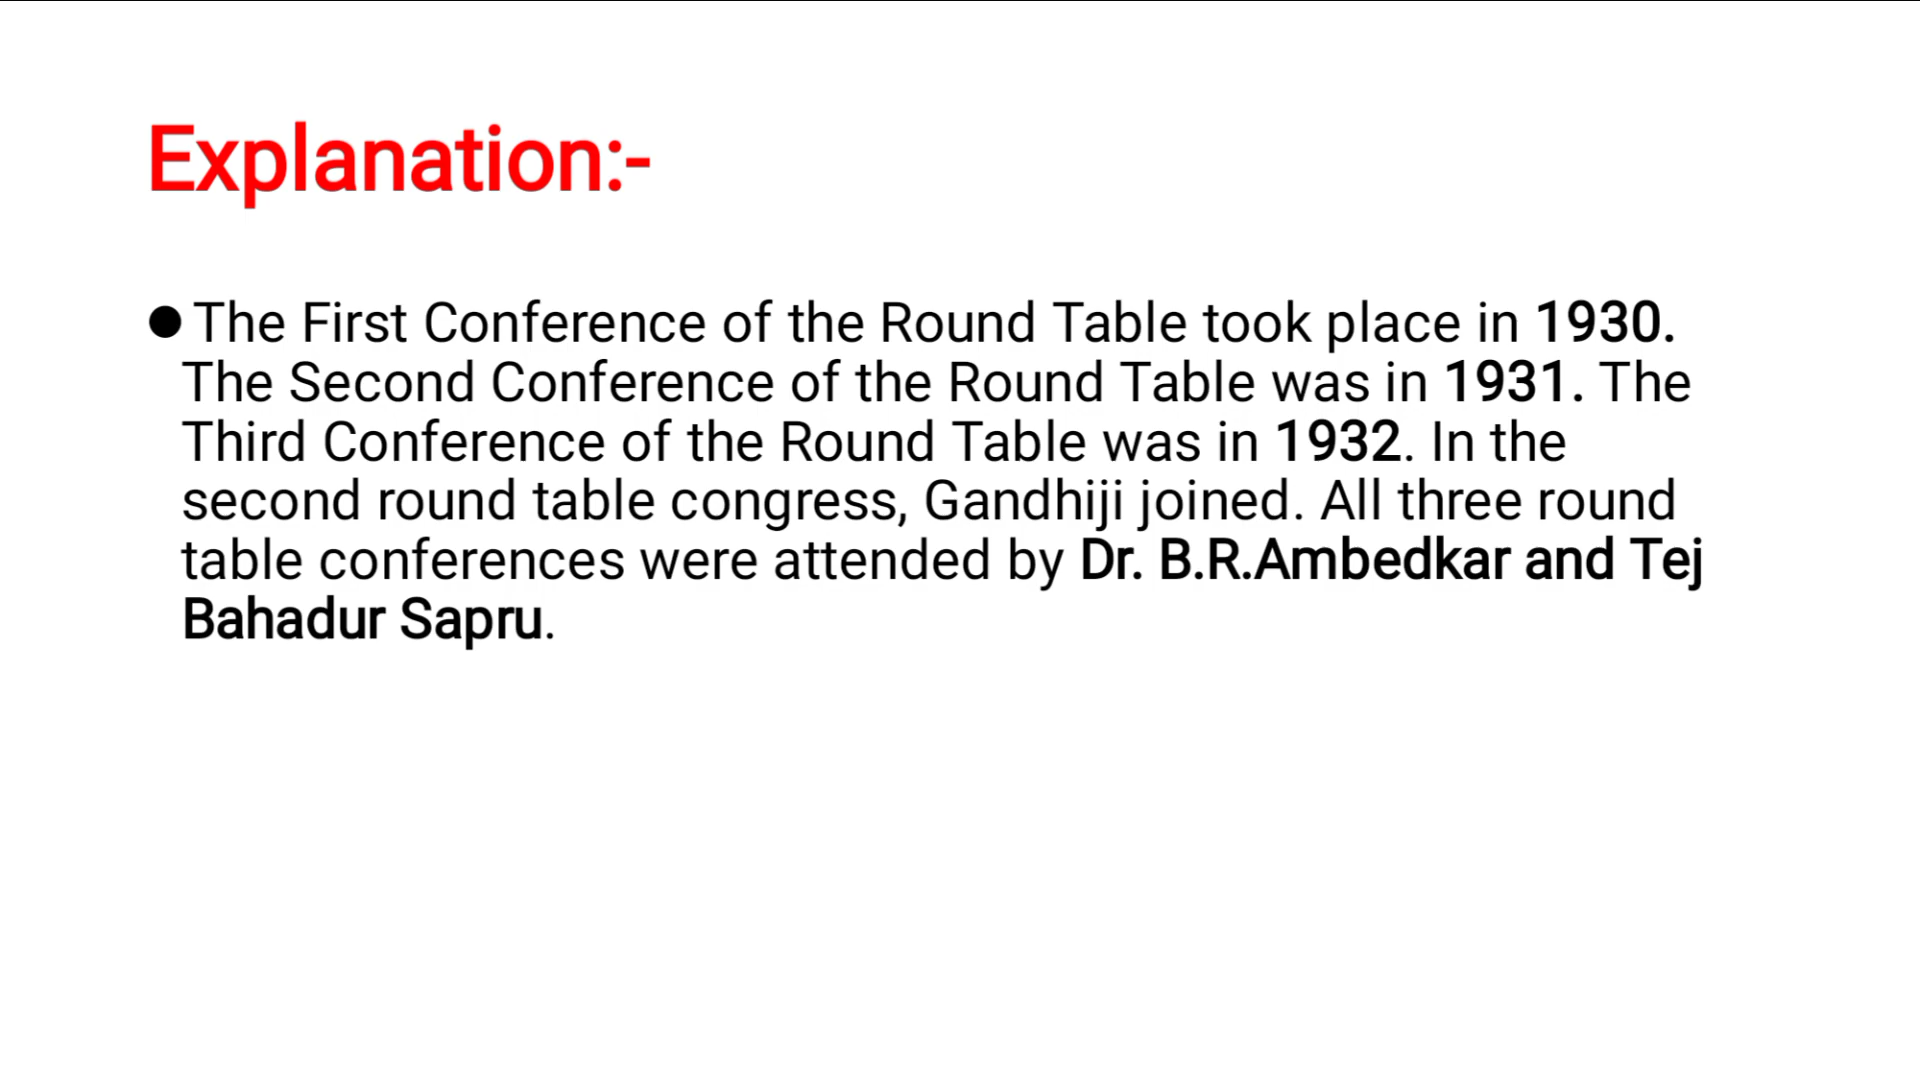 Explanation:-
● The First Conference of the Round Table took place in 1930.
The Second Conference of the Round Table was in 1931. The
Third Conference of the Round Table was in 1932. In the
second round table congress, Gandhiji joined. All three round
table conferences were attended by Dr. B.R.Ambedkar and Tej
Bahadur Sapru.